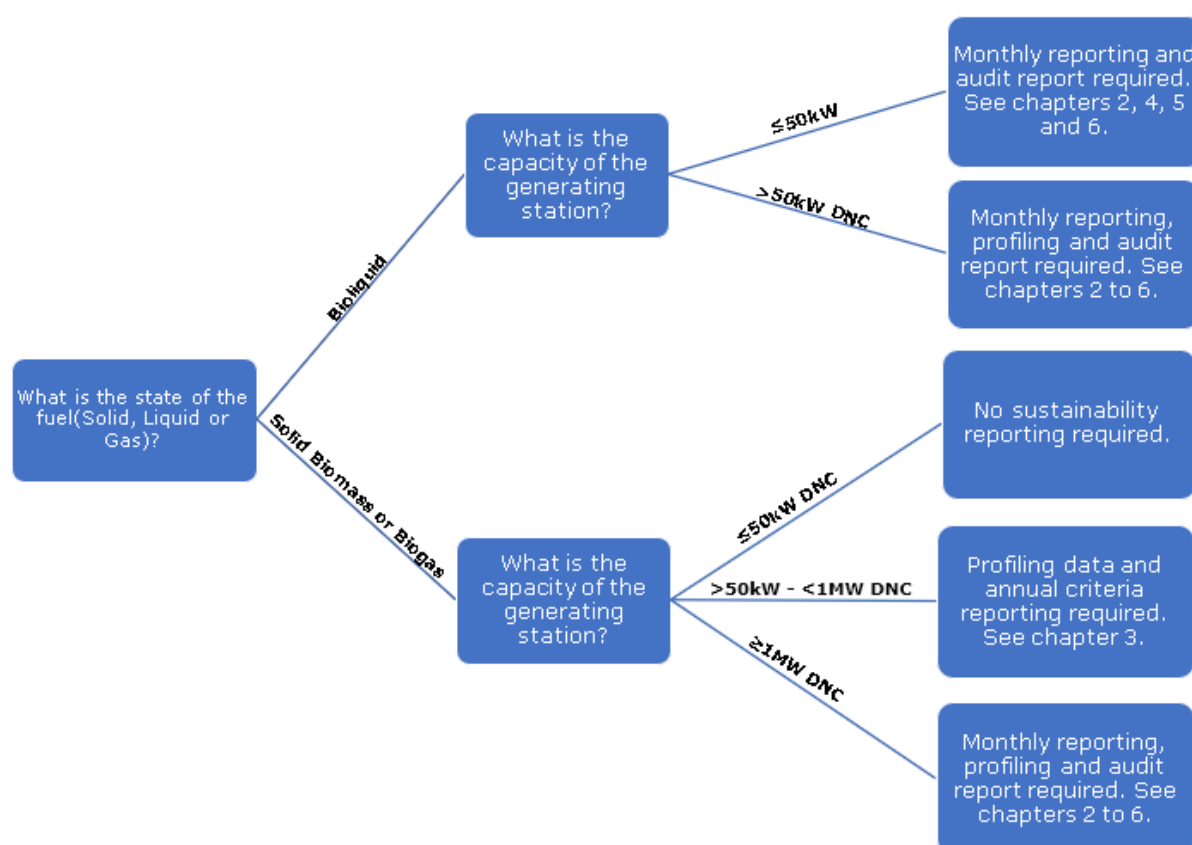 What is the state of the
fuel(Solid, Liquid or
Gas)?
Bioliquid
What is the
capacity of the
generating
station?
≤50kW
Monthly reporting and
audit report required.
See chapters 2, 4, 5
and 6.
>50kW DNC
Monthly reporting,
profiling and audit
report required. See
chapters 2 to 6.
Solid Biomass or Biogas
What is the
capacity of the
generating
station?
≤50kW DNC
No sustainability
reporting required.
>50kW - <1MW DNC
Profiling data and
annual criteria
reporting required.
See chapter 3.
≥1MW DNC
Monthly reporting,
profiling and audit
report required. See
chapters 2 to 6.